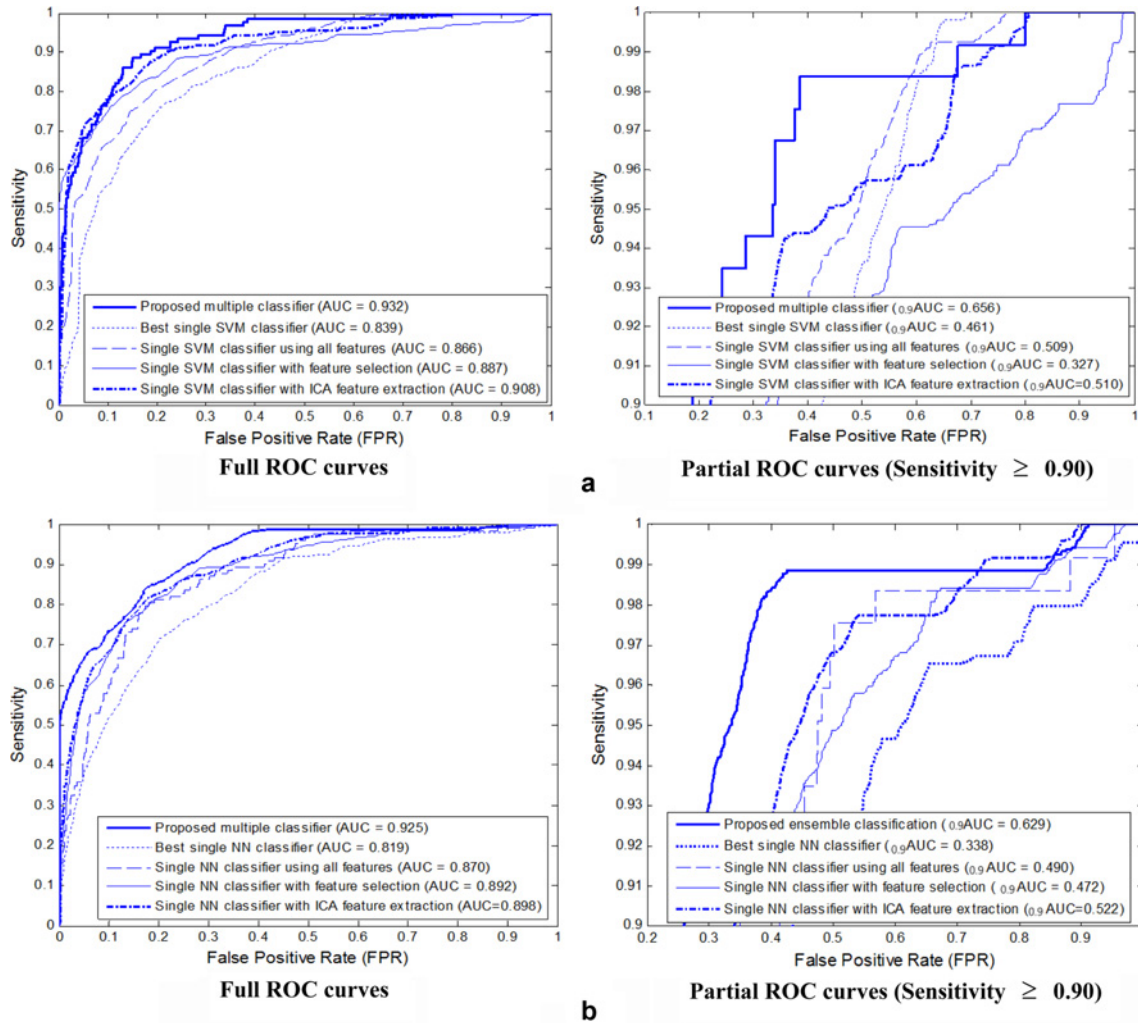 1
0.9
0.8
0.7
0.6
0.5
0.4
0.3
0.2
0.1
0
Sensitivity
Proposed multiple classifier (AUC = 0.932)
Best single SVM classifier (AUC = 0.839)
Single SVM classifier using all features (AUC = 0.866)
Single SVM classifier with feature selection (AUC = 0.887)
Single SVM classifier with ICA feature extraction (AUC = 0.908)
0 0.1 0.2 0.3 0.4 0.5 0.6 0.7 0.8 0.9 1
False Positive Rate (FPR)
Full ROC curves
1
0.99
0.98
0.97
0.96
0.95
0.94
0.93
0.92
0.91
0.9
Sensitivity
Proposed multiple classifier (0.9AUC = 0.656)
Best single SVM classifier (0.9AUC = 0.461)
Single SVM classifier using all features (0.9AUC = 0.509)
Single SVM classifier with feature selection (0.9AUC = 0.327)
Single SVM classifier with ICA feature extraction (0.9AUC=0.510)
0.1 0.2 0.3 0.4 0.5 0.6 0.7 0.8 0.9 1
False Positive Rate (FPR)
Partial ROC curves (Sensitivity ≥ 0.90)
a
1
0.9
0.8
0.7
0.6
0.5
0.4
0.3
0.2
0.1
0
Sensitivity
Proposed multiple classifier (AUC = 0.925)
Best single NN classifier (AUC = 0.819)
Single NN classifier using all features (AUC = 0.870)
Single NN classifier with feature selection (AUC = 0.892)
Single NN classifier with ICA feature extraction (AUC=0.898)
0 0.1 0.2 0.3 0.4 0.5 0.6 0.7 0.8 0.9 1
False Positive Rate (FPR)
Full ROC curves
1
0.99
0.98
0.97
0.96
0.95
0.94
0.93
0.92
0.91
0.9
Sensitivity
Proposed ensemble classification (0.9AUC = 0.629)
Best single NN classifier (0.9AUC = 0.338)
Single NN classifier using all features (0.9AUC = 0.490)
Single NN classifier with feature selection (0.9AUC = 0.472)
Single NN classifier with ICA feature extraction (0.9AUC=0.522)
0.2 0.3 0.4 0.5 0.6 0.7 0.8 0.9 1
False Positive Rate (FPR)
Partial ROC curves (Sensitivity ≥ 0.90)
b